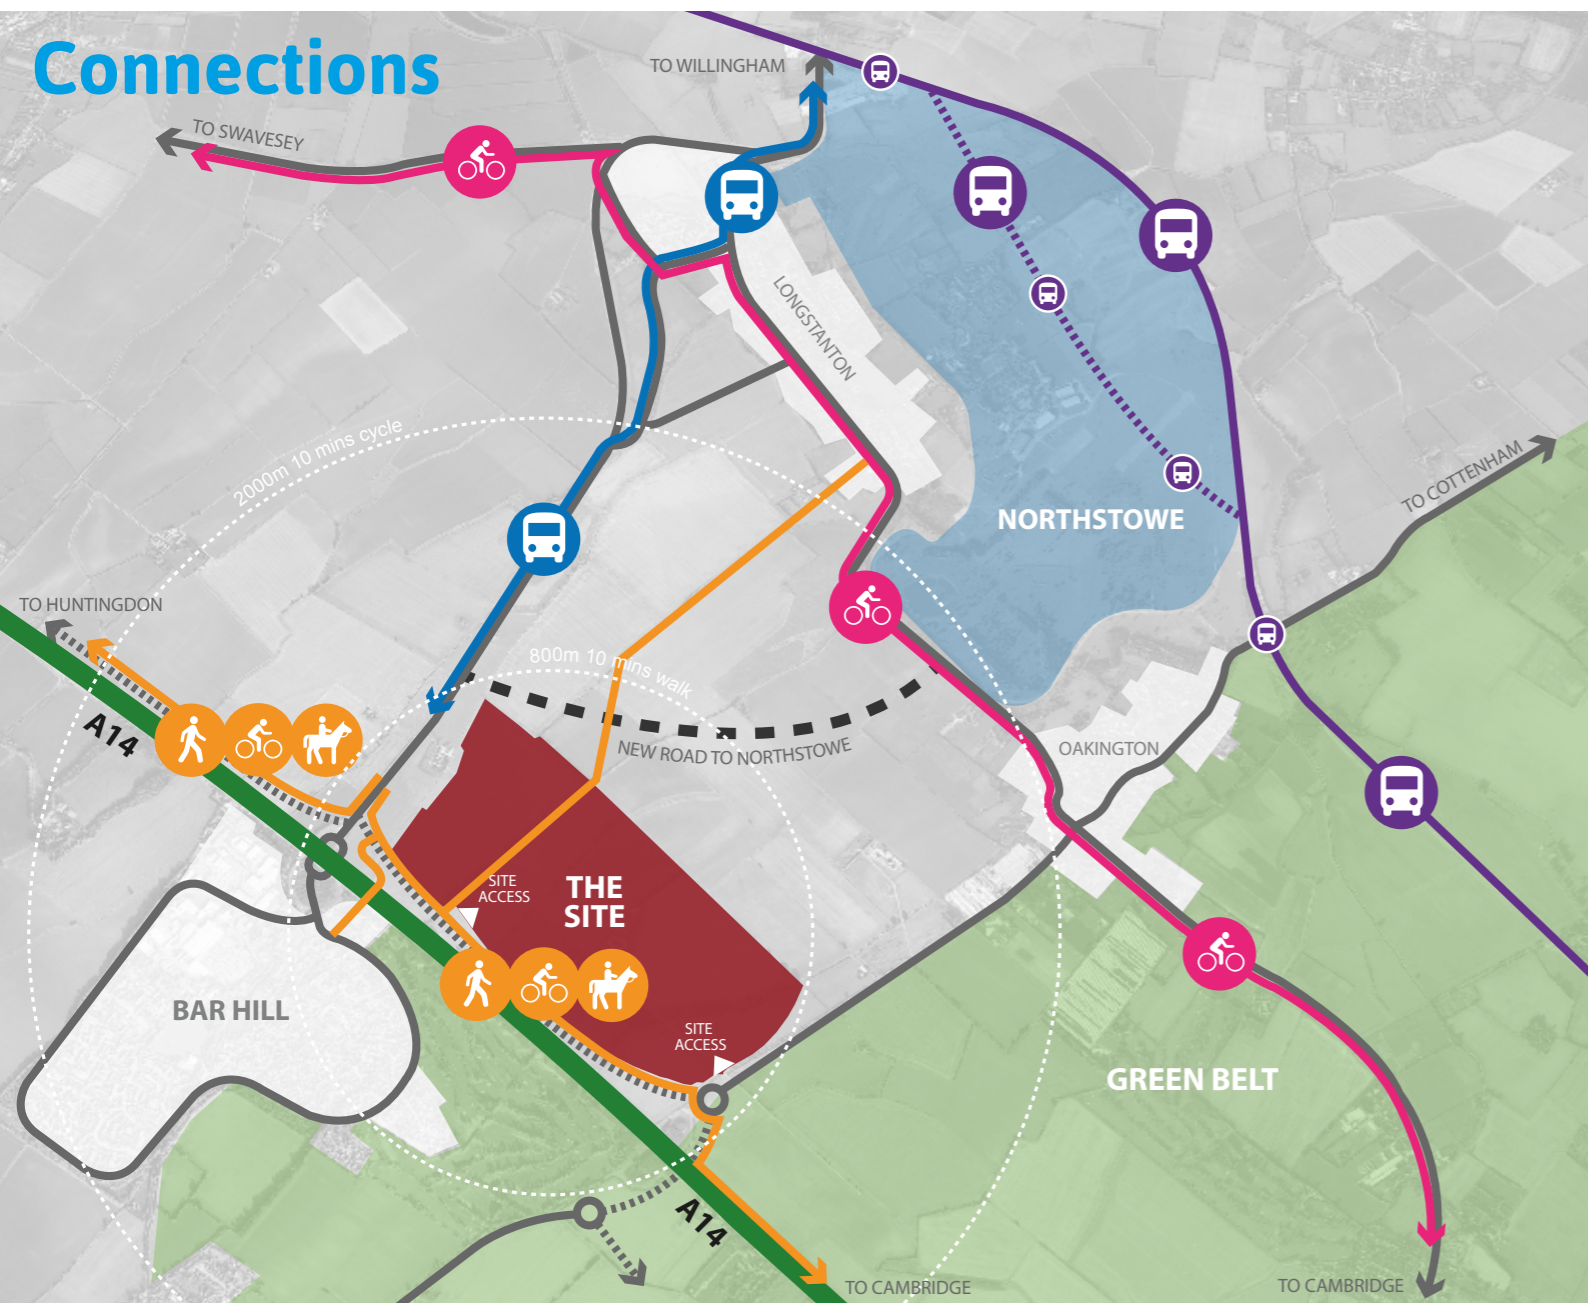 Connections
TO WILLINGHAM
TO SWAVESEY
LONGSTANTON
2000m 10 mins cycle
TO COTTENHAM
NORTHSTOWE
TO HUNTINGDON
800m 10 mins walk
A14
NEW ROAD TO NORTHSTOWE
OAKINGTON
SITE
ACCESS
THE
SITE
BAR HILL
SITE
ACCESS
GREEN BELT
A14
TO CAMBRIDGE
TO CAMBRIDGE